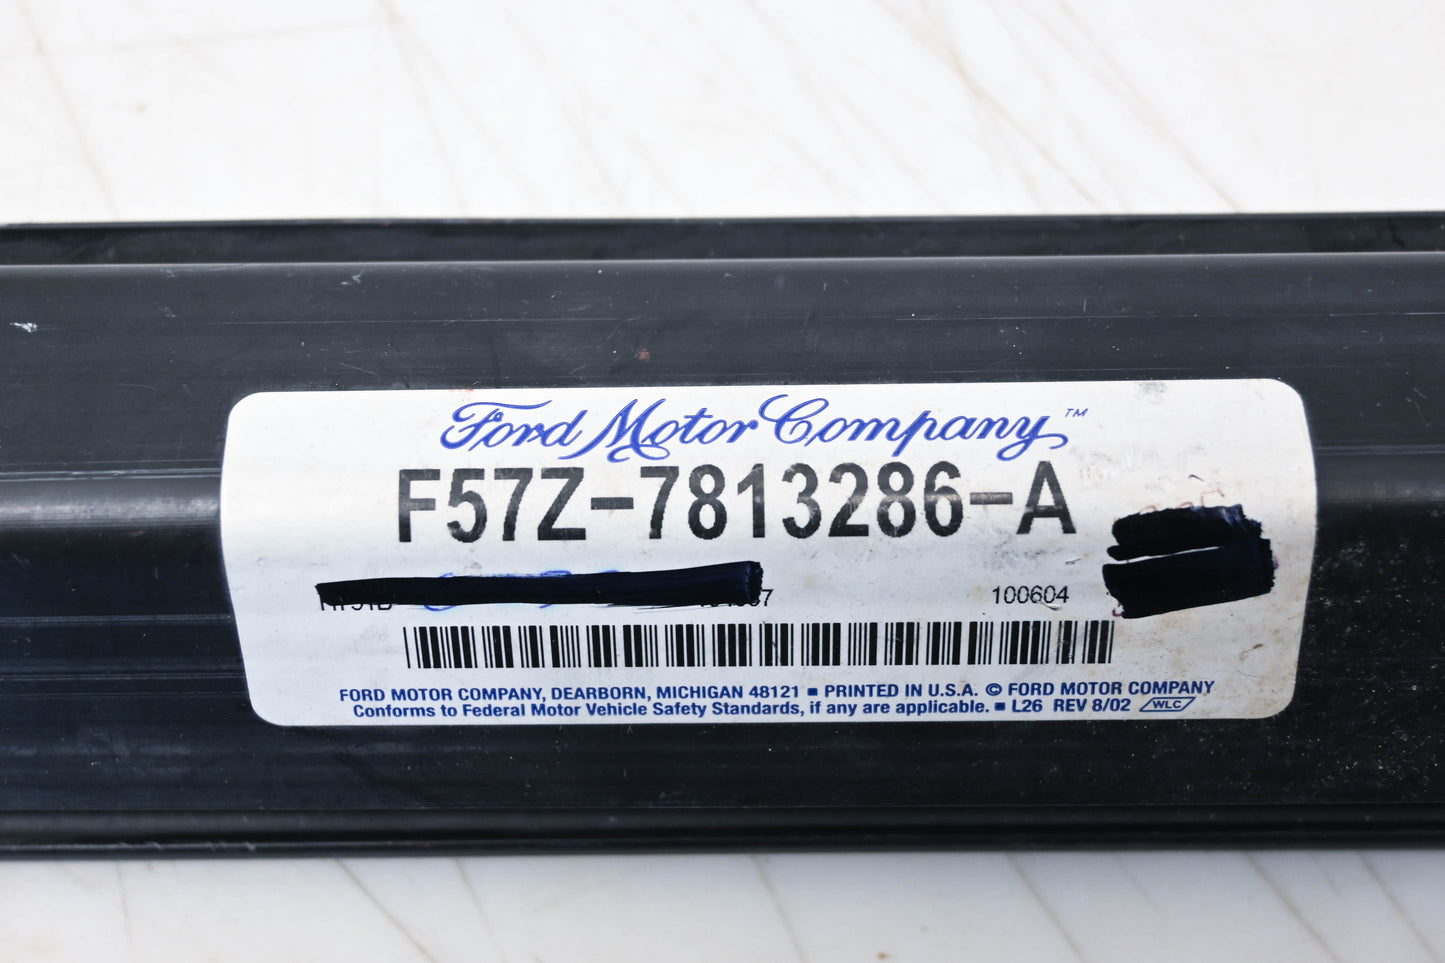 Ford Motor Company™
F57Z-7813286-A
100604
FORD MOTOR COMPANY, DEARBORN, MICHIGAN 48121 ■ PRINTED IN U.S.A. © FORD MOTOR COMPANY
Conforms to Federal Motor Vehicle Safety Standards, if any are applicable. ■ L26 REV 8/02 WLC